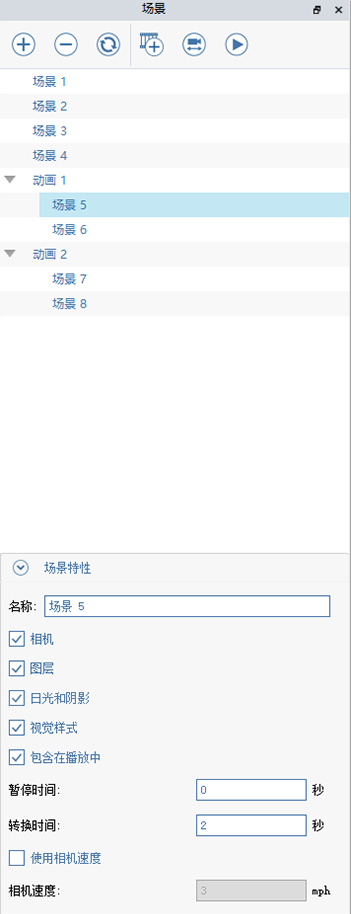 场景
场景 1
场景 2
场景 3
场景 4
动画 1
场景 5
场景 6
动画 2
场景 7
场景 8
场景特性
名称: 场景 5
相机
图层
日光和阴影
视觉样式
包含在播放中
暂停时间: 0 秒
转换时间: 2 秒
使用相机速度
相机速度: 3 mph